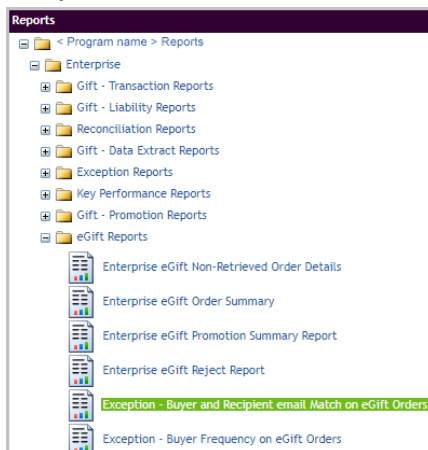 Reports
< Program name > Reports
Enterprise
Gift - Transaction Reports
Gift - Liability Reports
Reconciliation Reports
Gift - Data Extract Reports
Exception Reports
Key Performance Reports
Gift - Promotion Reports
eGift Reports
Enterprise eGift Non-Retrieved Order Details
Enterprise eGift Order Summary
Enterprise eGift Promotion Summary Report
Enterprise eGift Reject Report
Exception - Buyer and Recipient email Match on eGift Orders
Exception - Buyer Frequency on eGift Orders